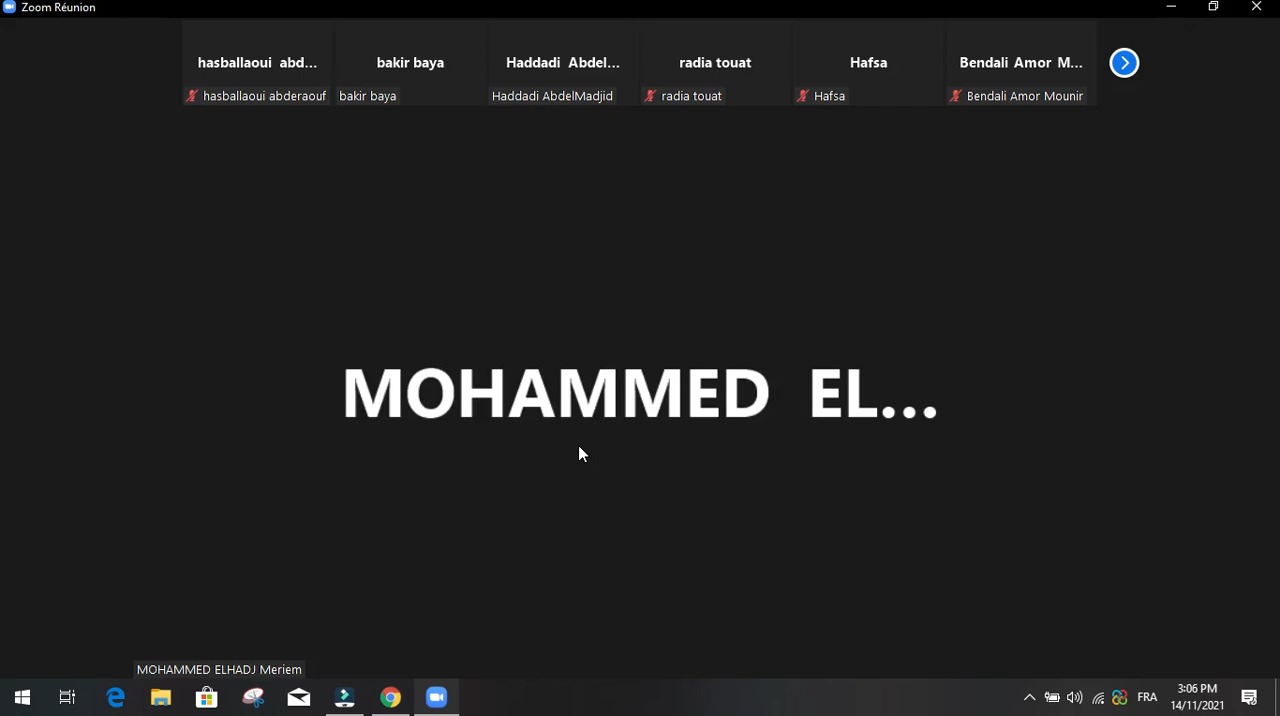 Zoom Réunion
hasballaoui abd... bakir baya Haddadi Abdel... radia touat Hafsa Bendali Amor M...
hasballaoui abderaouf bakir baya Haddadi AbdelMadjid radia touat Hafsa Bendali Amor Mounir
MOHAMMED EL...
MOHAMMED ELHADJ Meriem
FRA
3:06 PM
14/11/2021